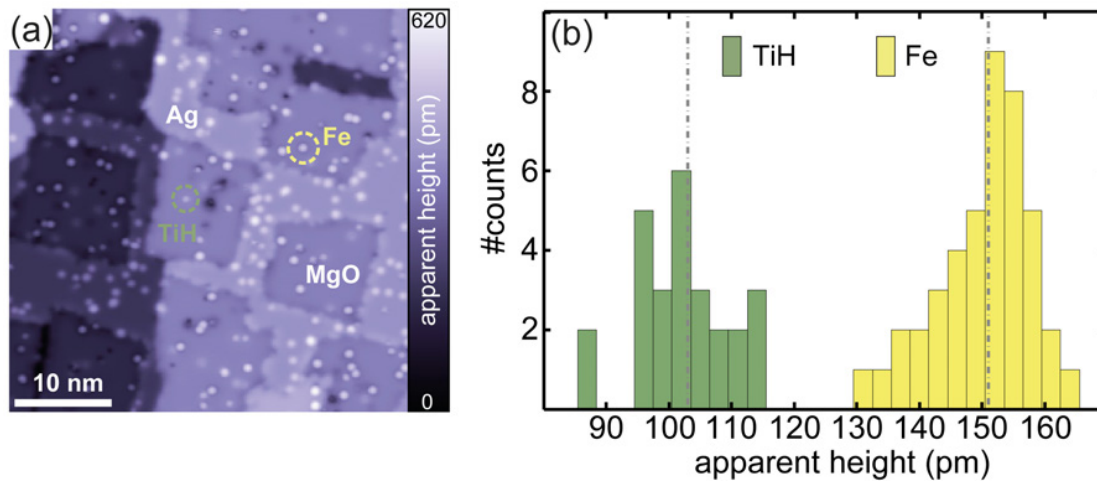 (a)
620
Ag
Fe
TiH
MgO
10 nm
apparent height (pm)
0
(b)
TiH
Fe
8
6
4
2
#counts
90 100 110 120 130 140 150 160
apparent height (pm)